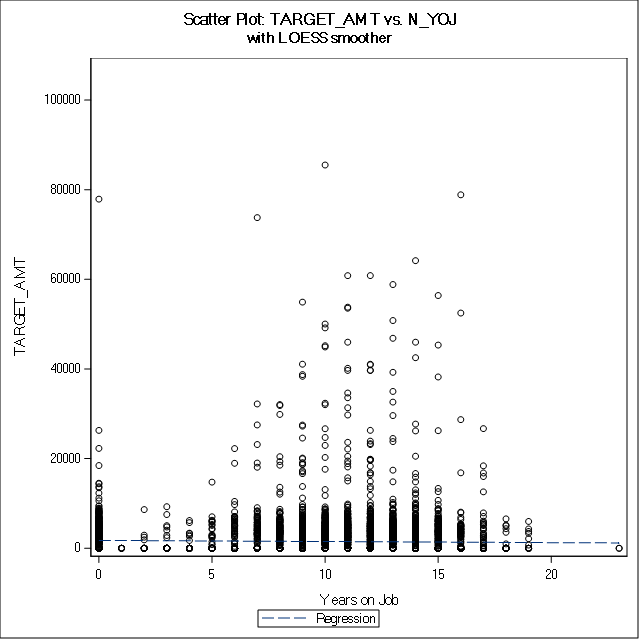 Scatter Plot: TARGET_AMT vs. N_YOJ
with LOESS smoother
100000
80000
60000
40000
20000
0
TARGET_AMT
0 5 10 15 20
Years on Job
Regression